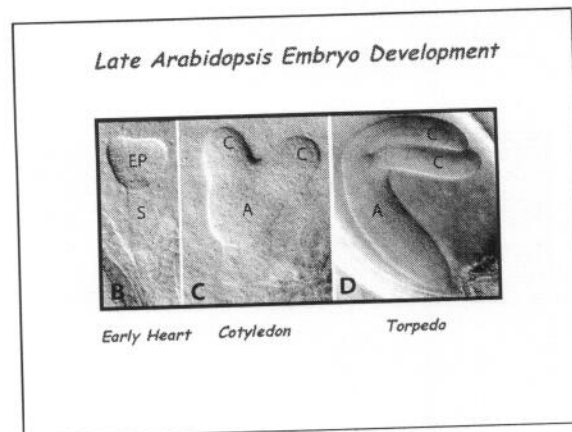 Late Arabidopsis Embryo Development
EP
S
B
C
C
A
C
C
C
A
D
Early Heart
Cotyledon
Torpedo